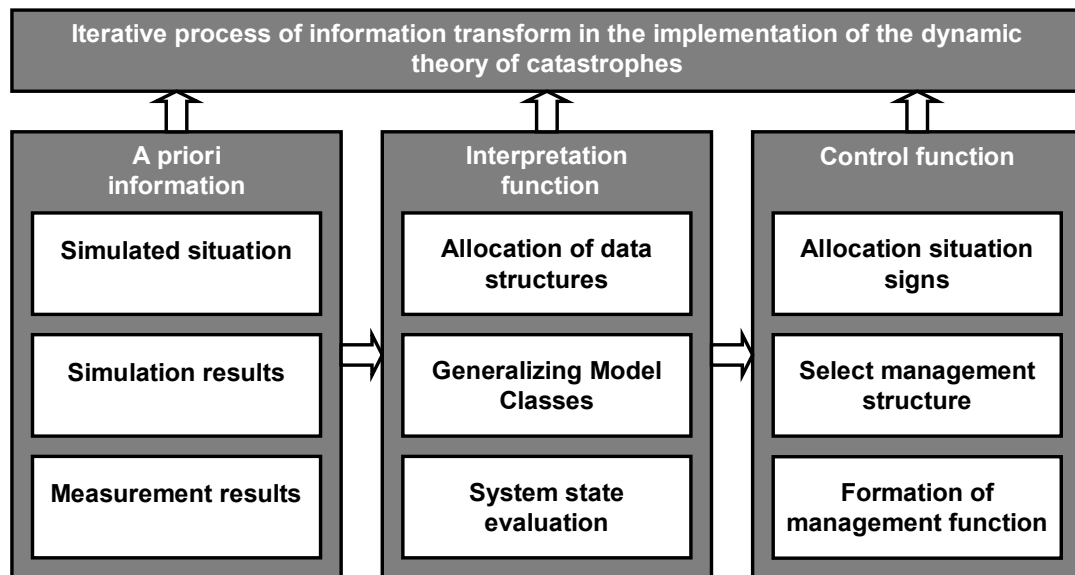 Iterative process of information transform in the implementation of the dynamic
theory of catastrophes
A priori
information
Simulated situation
Simulation results
Measurement results
Interpretation
function
Allocation of data
structures
Generalizing Model
Classes
System state
evaluation
Control function
Allocation situation
signs
Select management
structure
Formation of
management function